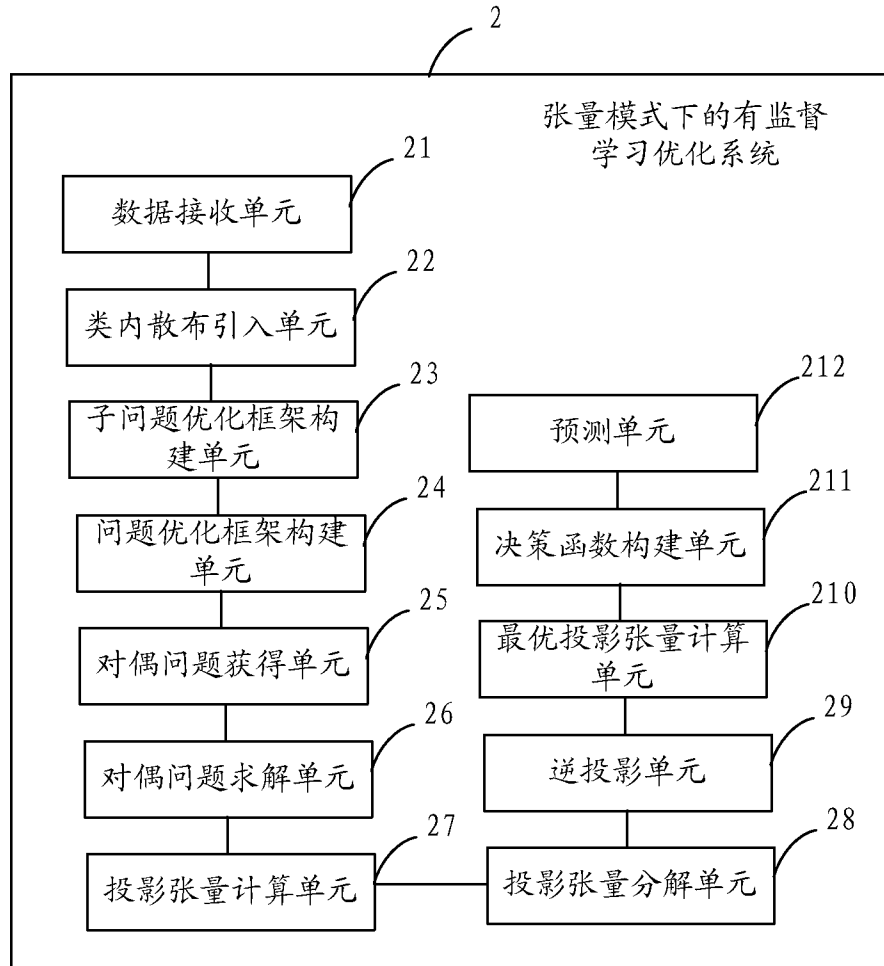 2
张量模式下的有监督
学习优化系统
21
数据接收单元
22
类内散布引入单元
23
子问题优化框架构
建单元
24
问题优化框架构建
单元
25
对偶问题获得单元
26
对偶问题求解单元
27
投影张量计算单元
212
预测单元
211
决策函数构建单元
210
最优投影张量计算
单元
29
逆投影单元
28
投影张量分解单元